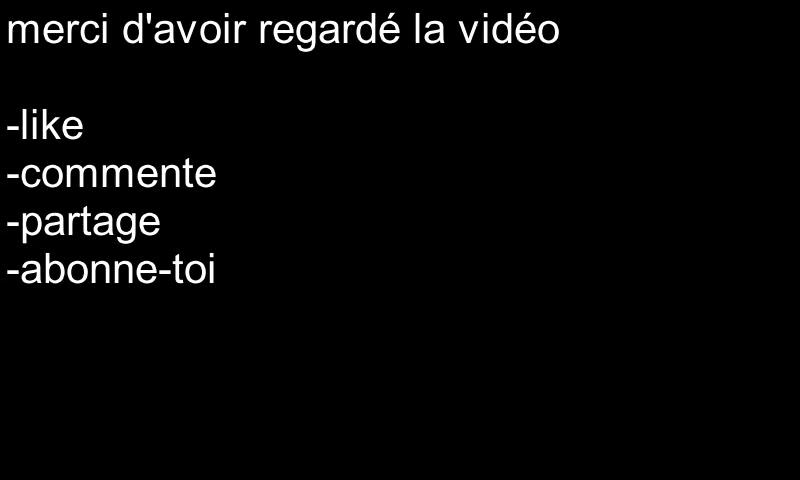 merci d'avoir regardé la vidéo
-like
-commente
-partage
-abonne-toi